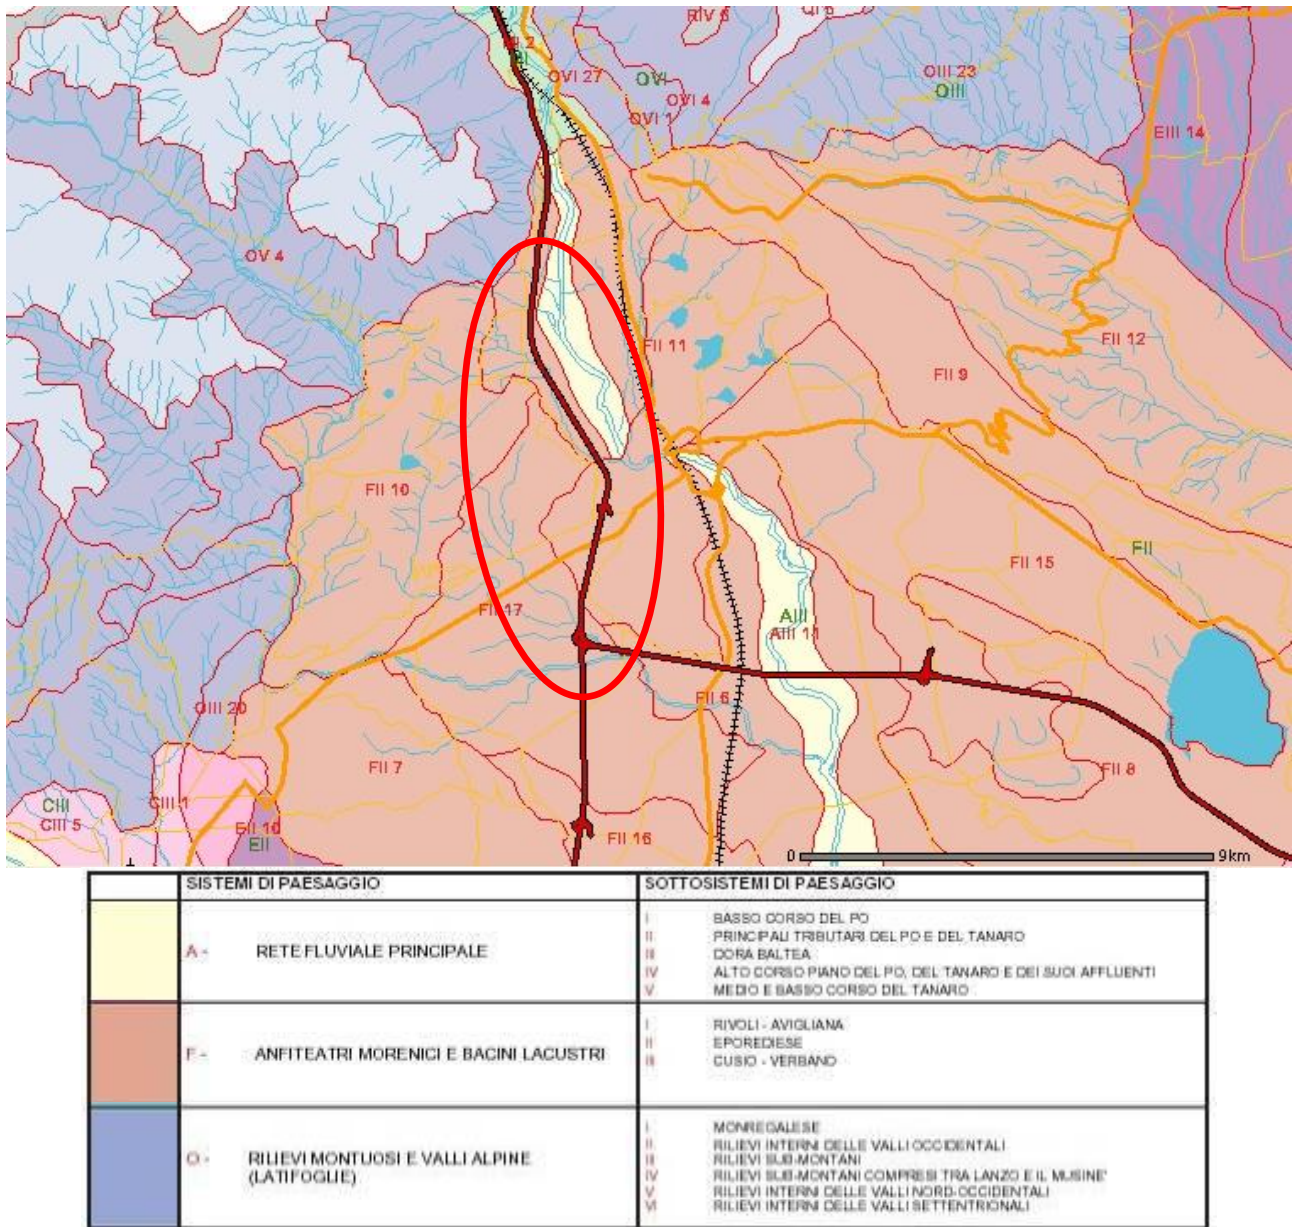 RIV 6
OVI 27
OVI
OVI 4
OVI 1
OIII 23
OIII
EIII 14
OV 4
FII 11
FII 12
FII 9
FII 10
FII 15
FII
FII 17
AIII
AIII 11
OIII 20
FII 6
FII 7
FII 8
CIII
CIII 5
CIII 1
EII 10
EII
FII 16
0 9km
SISTEMI DI PAESAGGIO SOTTOSISTEMI DI PAESAGGIO
A - RETE FLUVIALE PRINCIPALE
I BASSO CORSO DEL PO
II PRINCIPALI TRIBUTARI DEL PO E DEL TANARO
III DORA BALTEA
IV ALTO CORSO PIANO DEL PO, DEL TANARO E DEI SUOI AFFLUENTI
V MEDIO E BASSO CORSO DEL TANARO
F - ANFITEATRI MORENICI E BACINI LACUSTRI
I RIVOLI - AVIGLIANA
II EPOREDIESE
III CUSIO - VERBANO
O - RILIEVI MONTUOSI E VALLI ALPINE
(LATIFOGLIE)
I MONREGALESE
II RILIEVI INTERNI DELLE VALLI OCCIDENTALI
III RILIEVI SUB-MONTANI
IV RILIEVI SUB-MONTANI COMPRESI TRA LANZO E IL MUSINE'
V RILIEVI INTERNI DELLE VALLI NORD-OCCIDENTALI
VI RILIEVI INTERNI DELLE VALLI SETTENTRIONALI